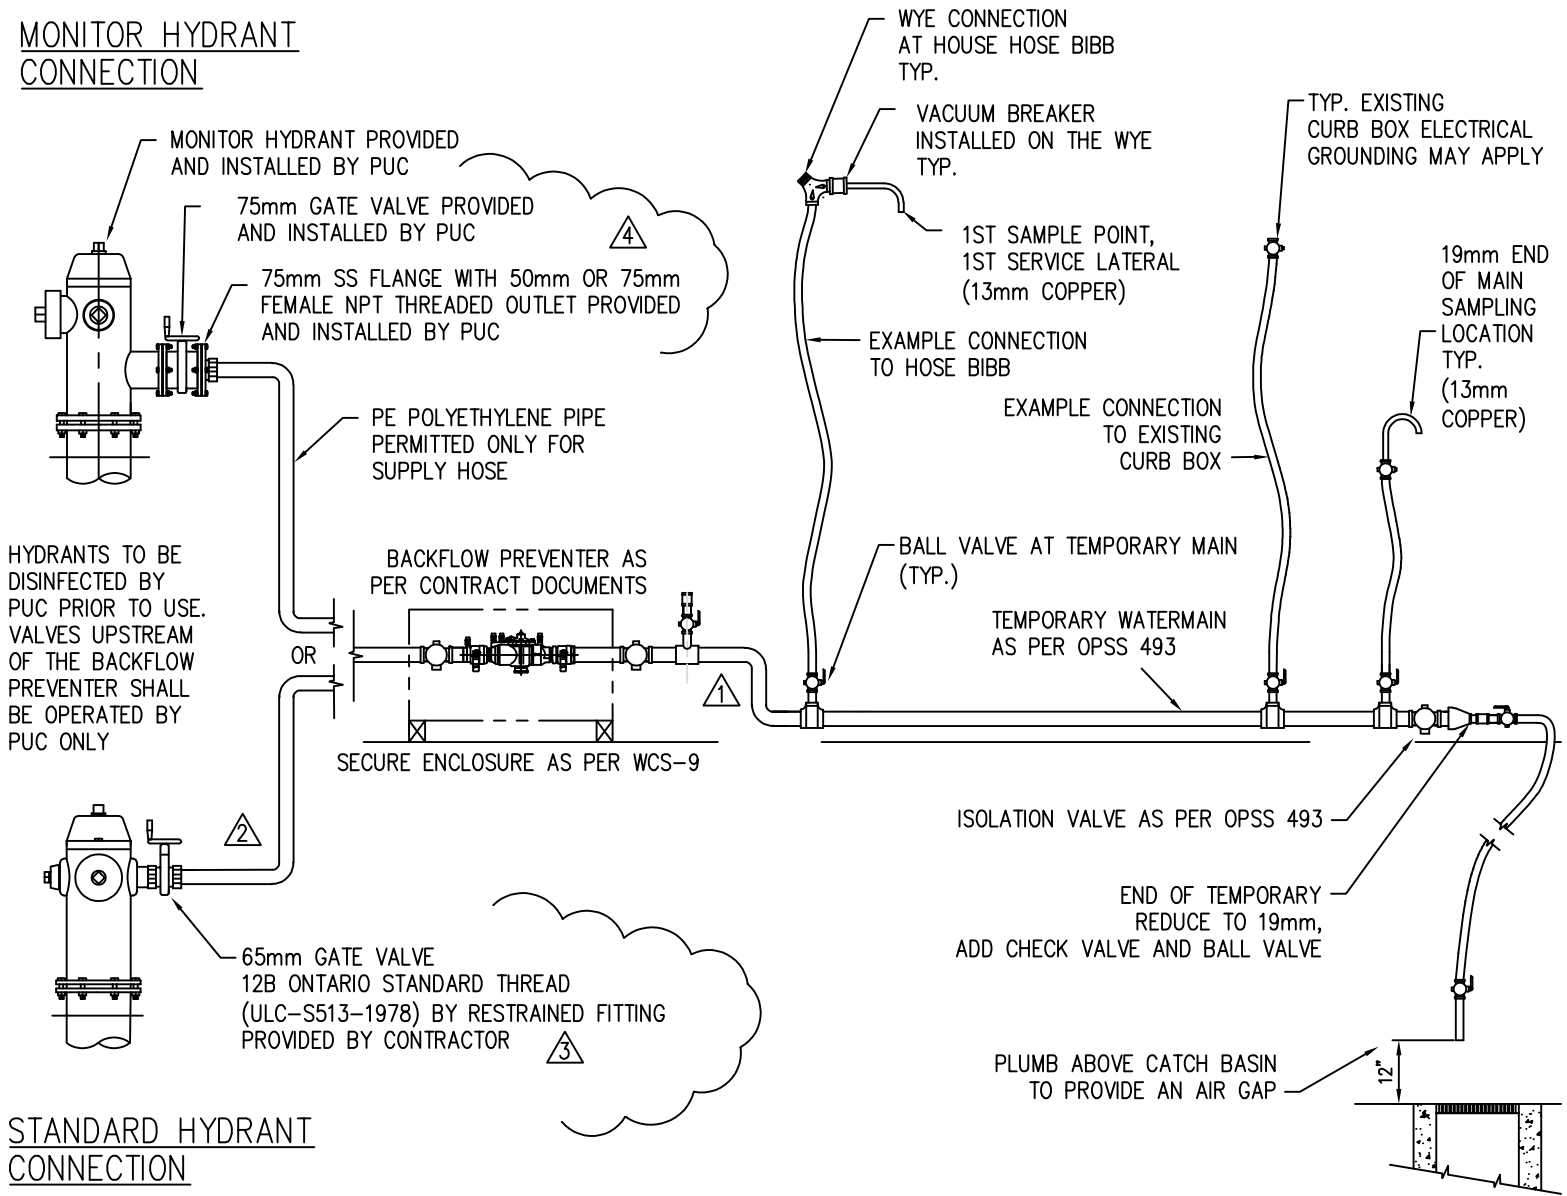 MONITOR HYDRANT
CONNECTION
MONITOR HYDRANT PROVIDED
AND INSTALLED BY PUC
75mm GATE VALVE PROVIDED
AND INSTALLED BY PUC
4
75mm SS FLANGE WITH 50mm OR 75mm
FEMALE NPT THREADED OUTLET PROVIDED
AND INSTALLED BY PUC
PE POLYETHYLENE PIPE
PERMITTED ONLY FOR
SUPPLY HOSE
WYE CONNECTION
AT HOUSE HOSE BIBB
TYP.
VACUUM BREAKER
INSTALLED ON THE WYE
TYP.
1ST SAMPLE POINT,
1ST SERVICE LATERAL
(13mm COPPER)
EXAMPLE CONNECTION
TO HOSE BIBB
TYP. EXISTING
CURB BOX ELECTRICAL
GROUNDING MAY APPLY
19mm END
OF MAIN
SAMPLING
LOCATION
TYP.
(13mm
COPPER)
EXAMPLE CONNECTION
TO EXISTING
CURB BOX
HYDRANTS TO BE
DISINFECTED BY
PUC PRIOR TO USE.
VALVES UPSTREAM
OF THE BACKFLOW
PREVENTER SHALL
BE OPERATED BY
PUC ONLY
OR
BACKFLOW PREVENTER AS
PER CONTRACT DOCUMENTS
BALL VALVE AT TEMPORARY MAIN
(TYP.)
TEMPORARY WATERMAIN
AS PER OPSS 493
1
SECURE ENCLOSURE AS PER WCS-9
ISOLATION VALVE AS PER OPSS 493
2
END OF TEMPORARY
REDUCE TO 19mm,
ADD CHECK VALVE AND BALL VALVE
65mm GATE VALVE
12B ONTARIO STANDARD THREAD
(ULC-S513-1978) BY RESTRAINED FITTING
PROVIDED BY CONTRACTOR
3
PLUMB ABOVE CATCH BASIN
TO PROVIDE AN AIR GAP
12"
STANDARD HYDRANT
CONNECTION